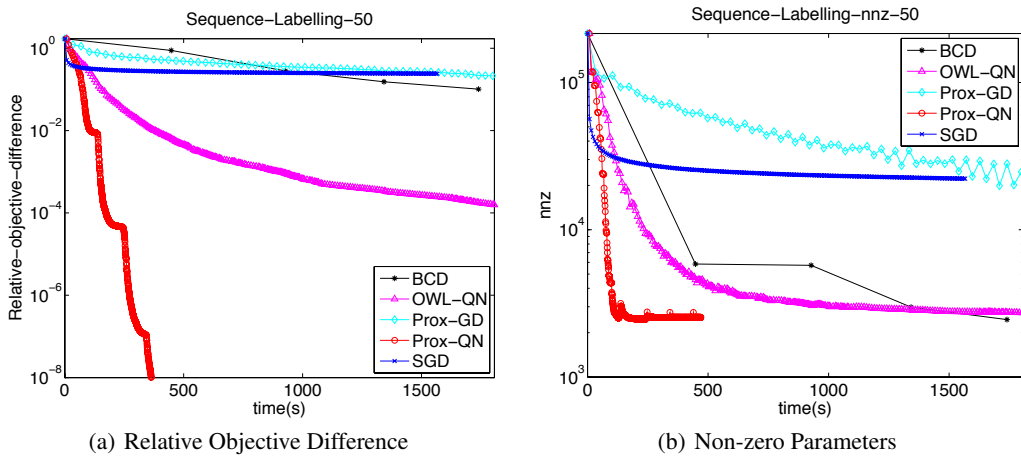 Sequence-Labelling-50
Relative-objective-difference
10^0
10^-2
10^-4
10^-6
10^-8
0
500
1000
1500
time(s)
BCD
OWL-QN
Prox-GD
Prox-QN
SGD
(a) Relative Objective Difference
Sequence-Labelling-nnz-50
nnz
10^5
10^4
10^3
0
500
1000
1500
time(s)
BCD
OWL-QN
Prox-GD
Prox-QN
SGD
(b) Non-zero Parameters